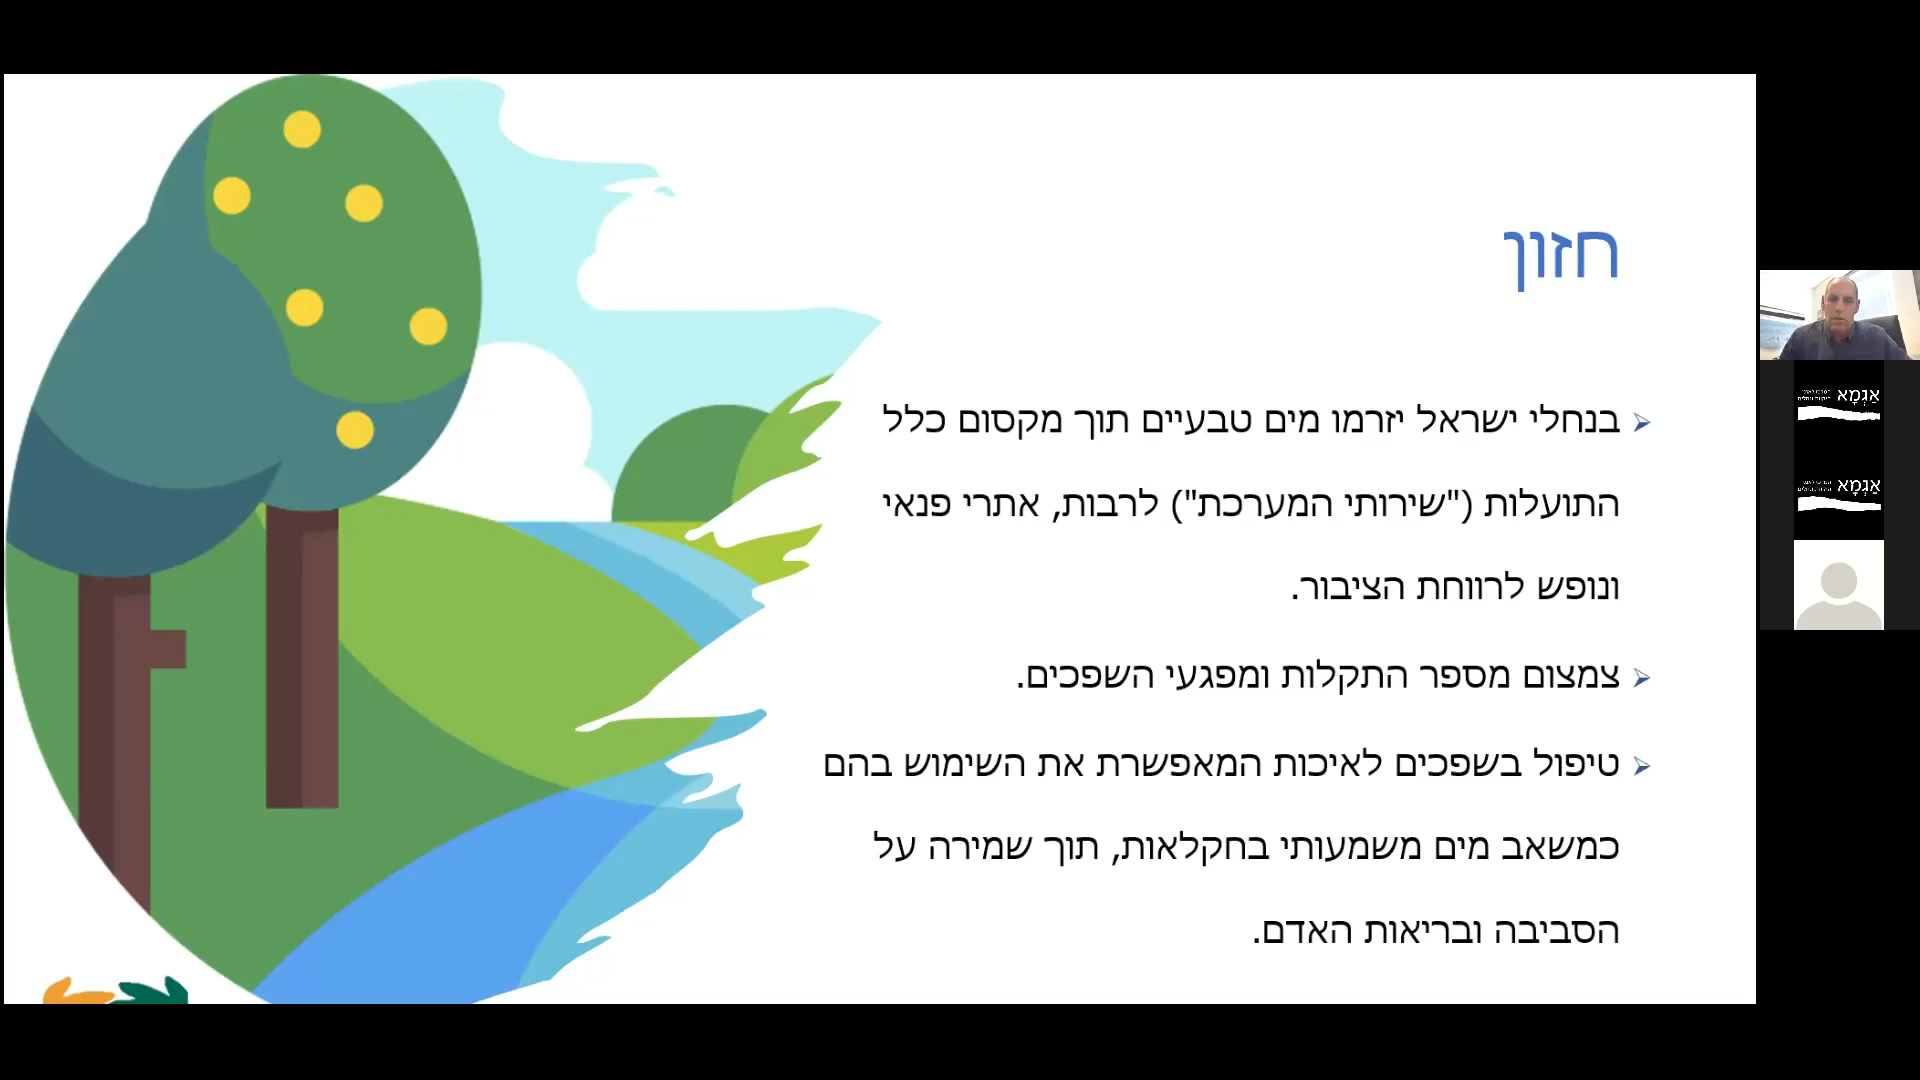 חזון
בנחלי ישראל יזרמו מים טבעיים תוך מקסום כלל
התועלות ("שירותי המערכת") לרבות, אתרי פנאי
ונופש לרווחת הציבור.
צמצום מספר התקלות ומפגעי השפכים.
טיפול בשפכים לאיכות המאפשרת את השימוש בהם
כמשאב מים משמעותי בחקלאות, תוך שמירה על
הסביבה ובריאות האדם.
אַגְמָא
אַגְמָא